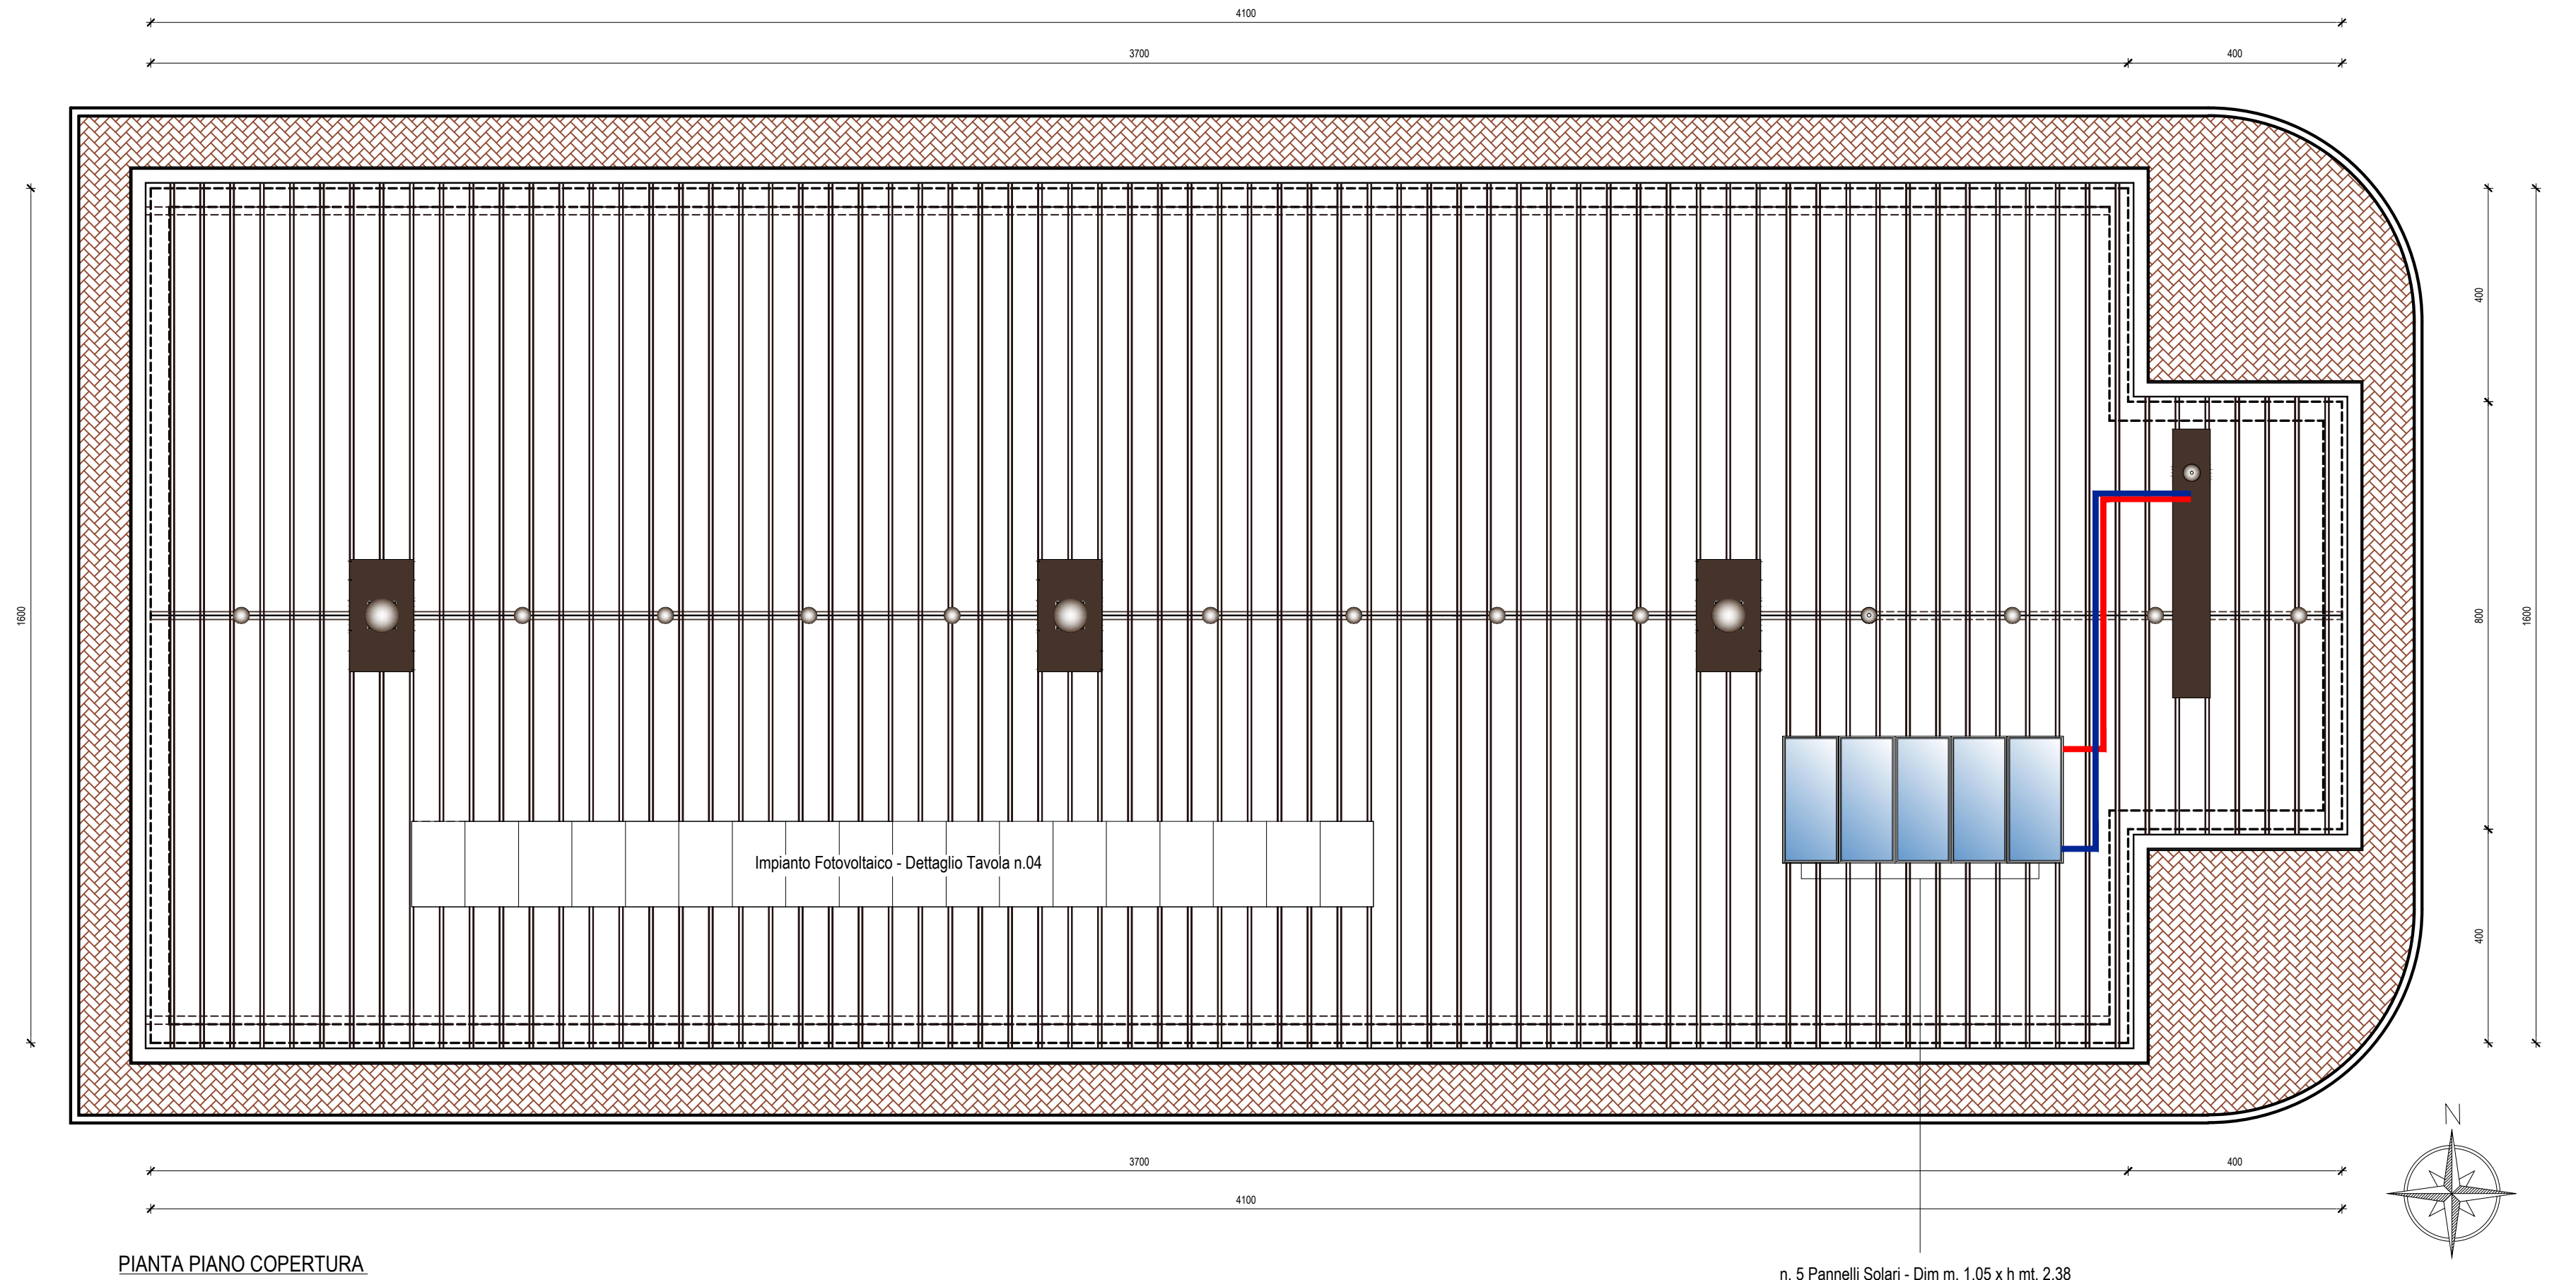 4100
3700
400
1600
400
800
1600
400
Impianto Fotovoltaico - Dettaglio Tavola n.04
N
3700
400
4100
PIANTA PIANO COPERTURA
n. 5 Pannelli Solari - Dim m. 1,05 x h mt. 2,38